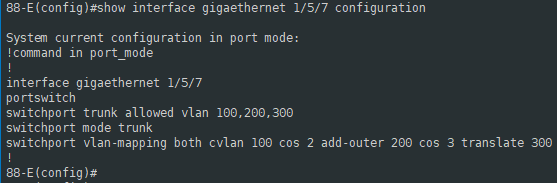 88-E(config)#show interface gigaethernet 1/5/7 configuration
System current configuration in port mode:
!command in port_mode
!
interface gigaethernet 1/5/7
portswitch
switchport trunk allowed vlan 100,200,300
switchport mode trunk
switchport vlan-mapping both cvlan 100 cos 2 add-outer 200 cos 3 translate 300
!
88-E(config)#